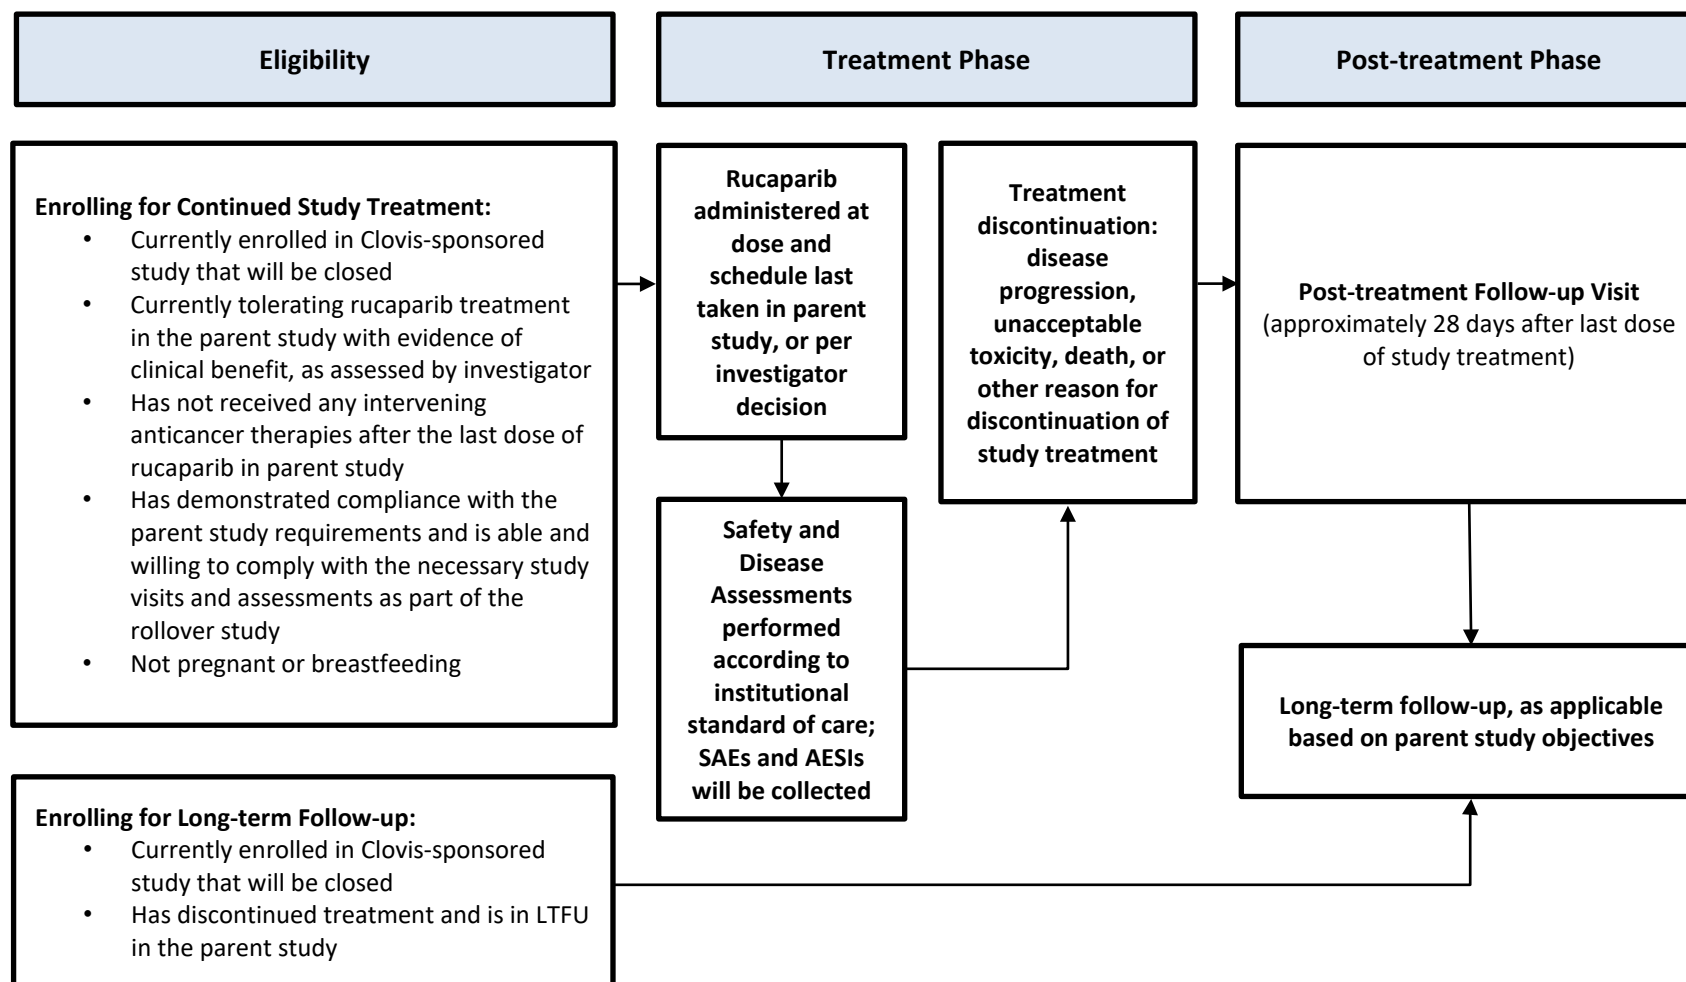 Eligibility
Treatment Phase
Post-treatment Phase
Enrolling for Continued Study Treatment:
• Currently enrolled in Clovis-sponsored
study that will be closed
• Currently tolerating rucaparib treatment
in the parent study with evidence of
clinical benefit, as assessed by investigator
• Has not received any intervening
anticancer therapies after the last dose of
rucaparib in parent study
• Has demonstrated compliance with the
parent study requirements and is able and
willing to comply with the necessary study
visits and assessments as part of the
rollover study
• Not pregnant or breastfeeding
Enrolling for Long-term Follow-up:
• Currently enrolled in Clovis-sponsored
study that will be closed
• Has discontinued treatment and is in LTFU
in the parent study
Rucaparib
administered at
dose and
schedule last
taken in parent
study, or per
investigator
decision
Safety and
Disease
Assessments
performed
according to
institutional
standard of care;
SAEs and AESIs
will be collected
Treatment
discontinuation:
disease
progression,
unacceptable
toxicity, death, or
other reason for
discontinuation of
study treatment
Post-treatment Follow-up Visit
(approximately 28 days after last dose
of study treatment)
Long-term follow-up, as applicable
based on parent study objectives